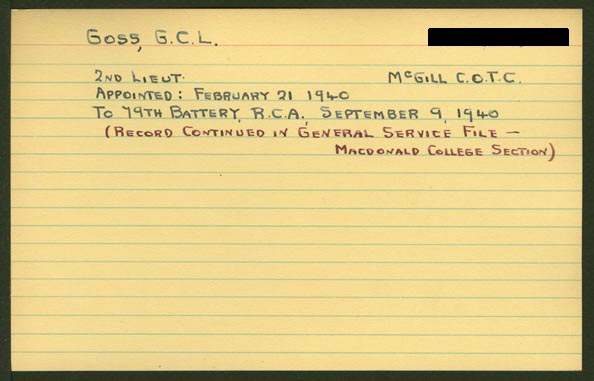 Goss, G.C.L.
2ND LIEUT. McGILL C.O.T.C.
APPOINTED: FEBRUARY 21 1940
TO 79TH BATTERY, R.C.A., SEPTEMBER 9, 1940
(RECORD CONTINUED IN GENERAL SERVICE FILE —
MACDONALD COLLEGE SECTION)